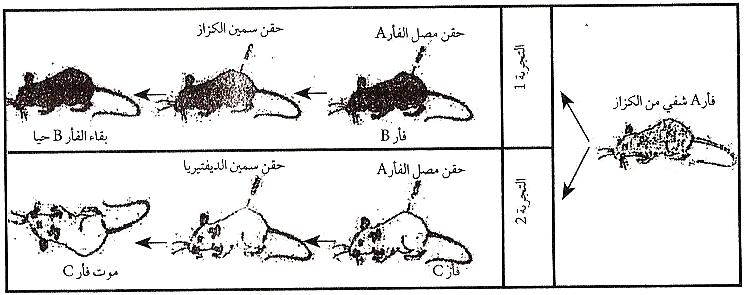 فأر A شفي من الكزاز
التجربة 1
حقن مصل الفأر A
حقن سمين الكزاز
فأر B
بقاء الفأر B حيا
التجربة 2
حقن مصل الفأر A
حقن سمين الديفتيريا
فأر C
موت فأر C